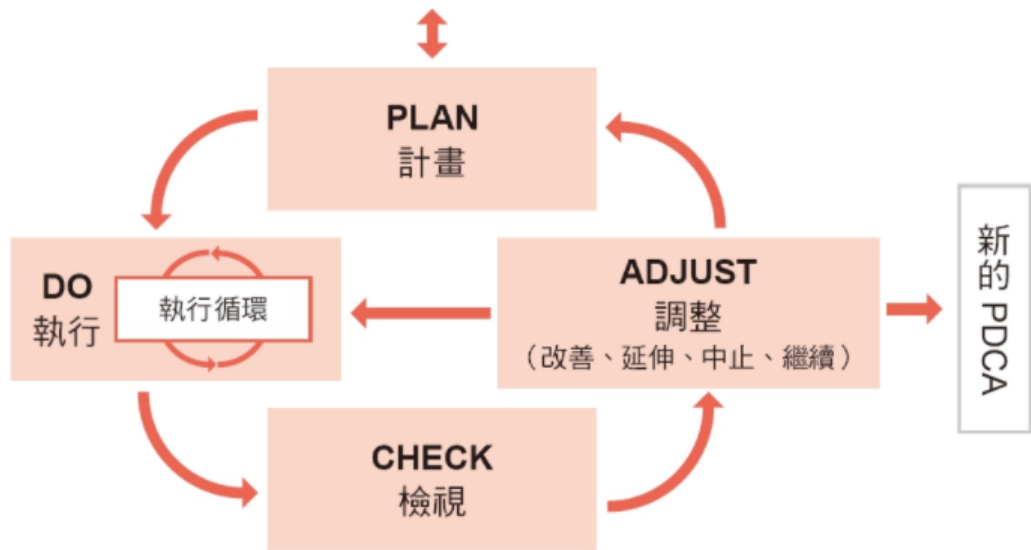 PLAN
計畫
DO
執行
執行循環
ADJUST
調整
（改善、延伸、中止、繼續）
新的 PDCA
CHECK
檢視